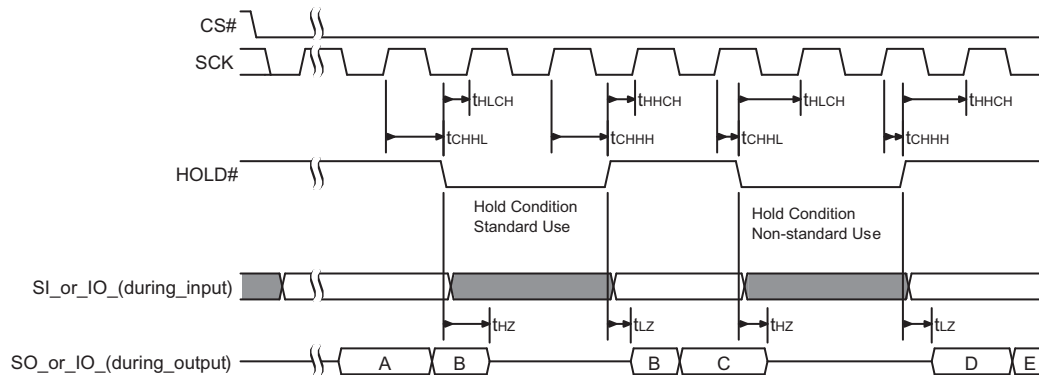 CS#
SCK
tHLCH tHHCH tHLCH tHHCH
tCHHL tCHHH tCHHL tCHHH
HOLD#
Hold Condition
Standard Use
Hold Condition
Non-standard Use
SI_or_IO_(during_input)
tHZ tLZ tHZ tLZ
SO_or_IO_(during_output) A B B C D E